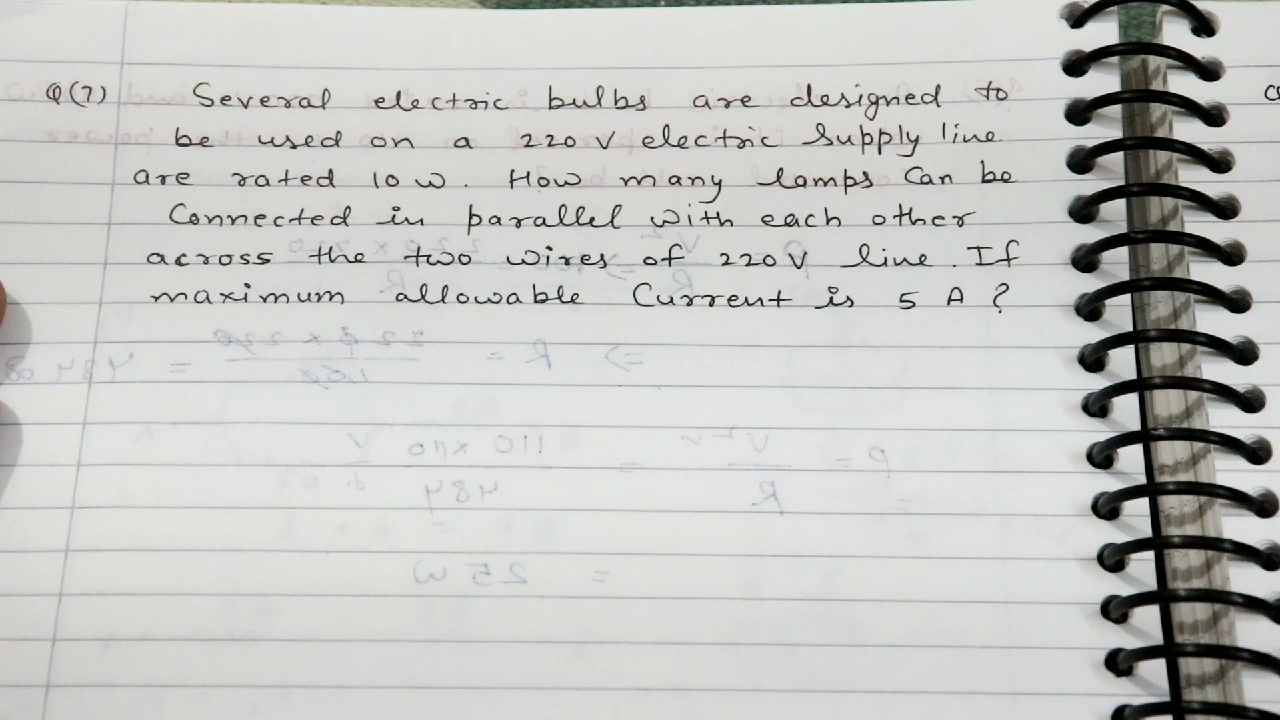 Q(7) Several electric bulbs are designed to
be used on a 220 V electric Supply line
are rated 10 W. How many lamps Can be
Connected in parallel with each other
across the two wires of 220 V line. If
maximum allowable Current is 5 A ?